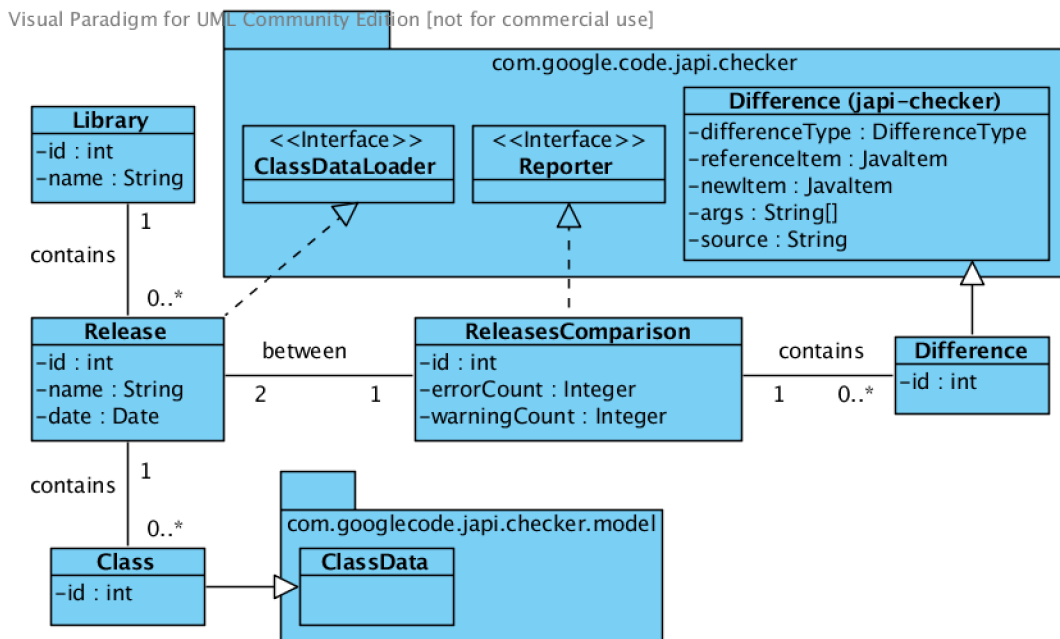 Visual Paradigm for UML Community Edition [not for commercial use]
com.google.code.japi.checker
Library
-id : int
-name : String
<<Interface>>
ClassDataLoader
<<Interface>>
Reporter
Difference (japi-checker)
-differenceType : DifferenceType
-referenceItem : JavaItem
-newItem : JavaItem
-args : String[]
-source : String
1
contains
0..*
Release
-id : int
-name : String
-date : Date
between
2
1
ReleasesComparison
-id : int
-errorCount : Integer
-warningCount : Integer
contains
1
0..*
Difference
-id : int
1
contains
0..*
Class
-id : int
com.googlecode.japi.checker.model
ClassData